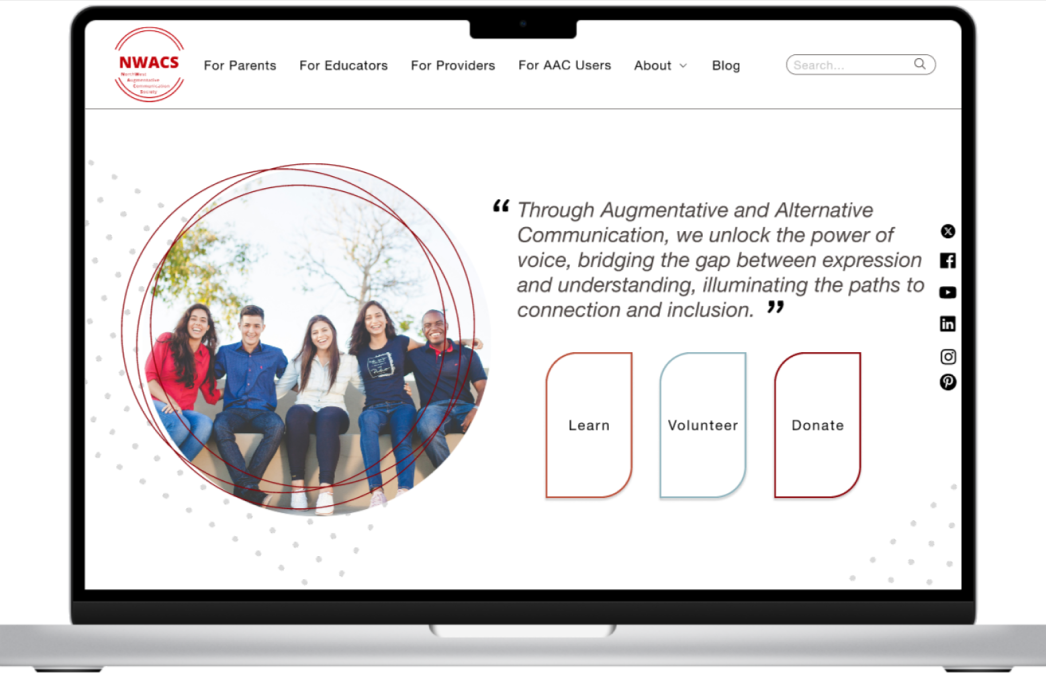 NWACS
NorthWest
Augmentative
Communication
Society
For Parents
For Educators
For Providers
For AAC Users
About
Blog
Search...
“ Through Augmentative and Alternative
Communication, we unlock the power of
voice, bridging the gap between expression
and understanding, illuminating the paths to
connection and inclusion. ”
Learn
Volunteer
Donate